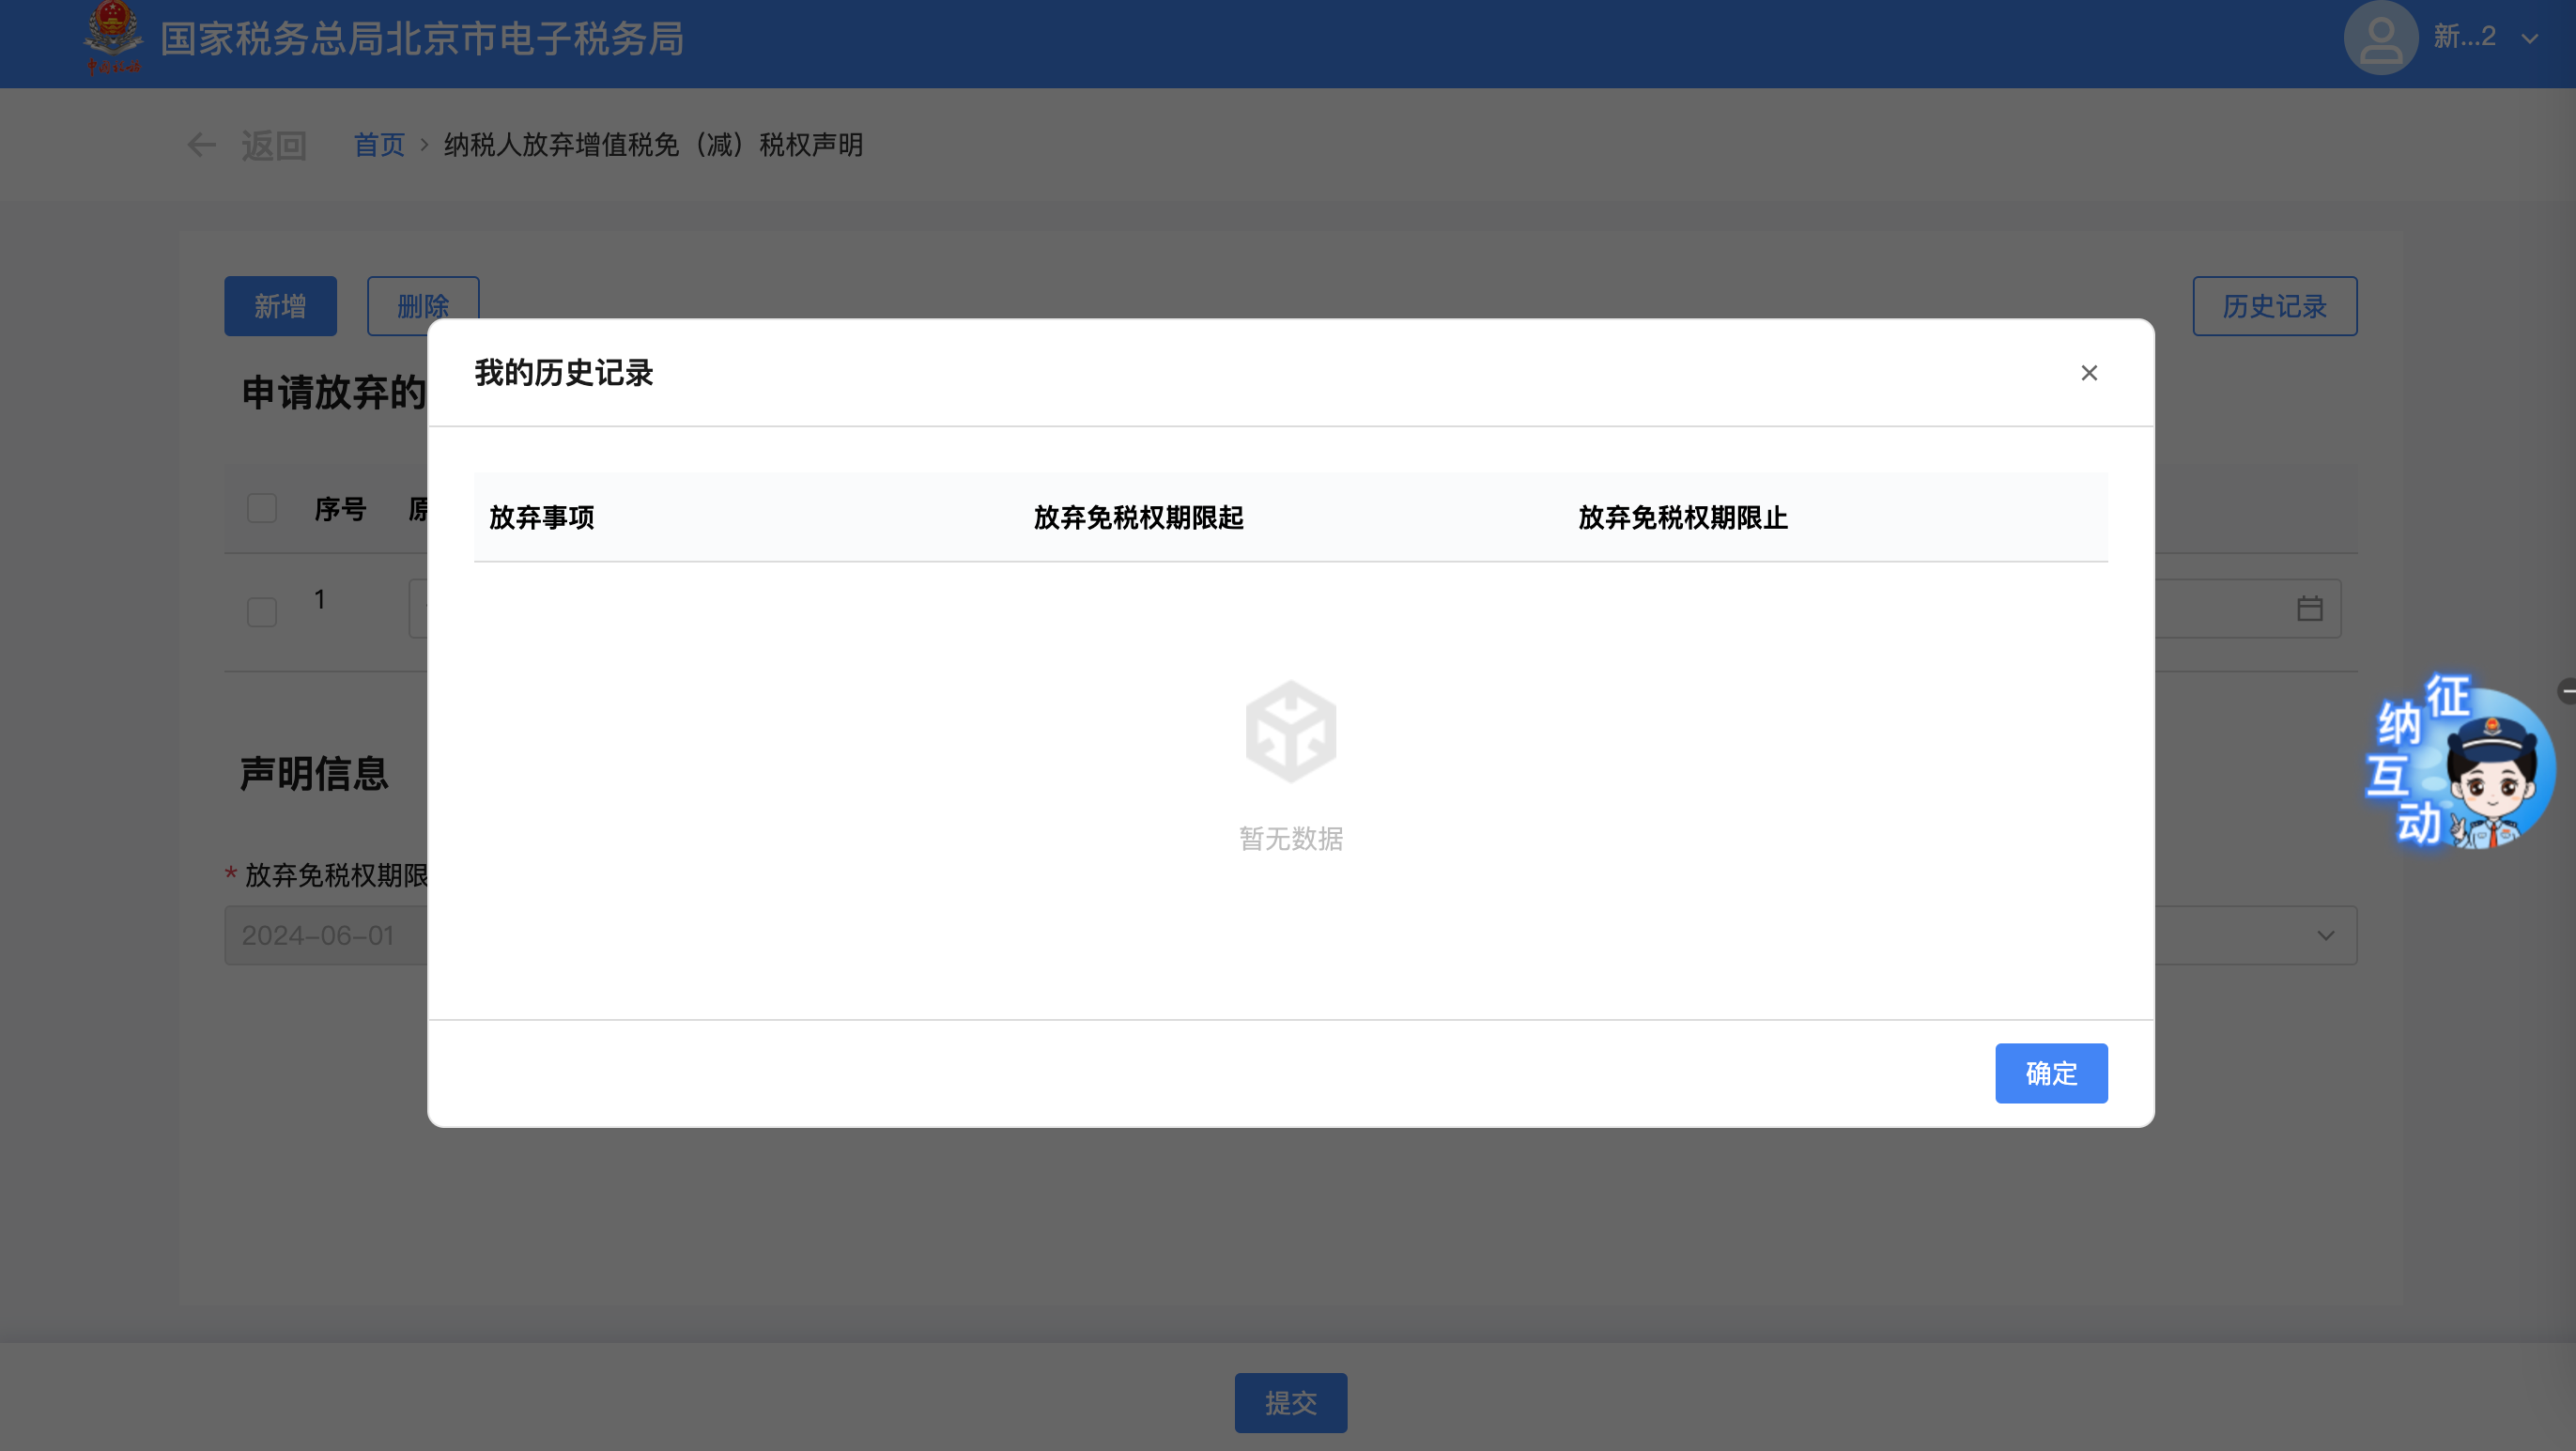 国家税务总局北京市电子税务局
新...2
返回
首页 > 纳税人放弃增值税免（减）税权声明
新增
删除
历史记录
申请放弃的
序号
1
声明信息
* 放弃免税权期限
2024-06-01
我的历史记录
放弃事项
放弃免税权期限起
放弃免税权期限止
暂无数据
确定
征
纳
互
动
提交